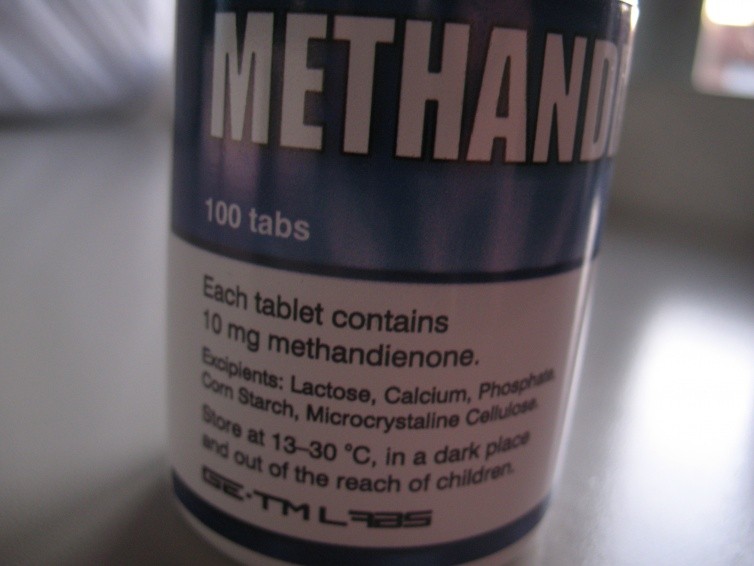 METHANDI
100 tabs
Each tablet contains
10 mg methandienone.
Excipients: Lactose, Calcium, Phosphate,
Corn Starch, Microcrystaline Cellulose.
Store at 13–30 °C, in a dark place
and out of the reach of children.
GE·TM LABS